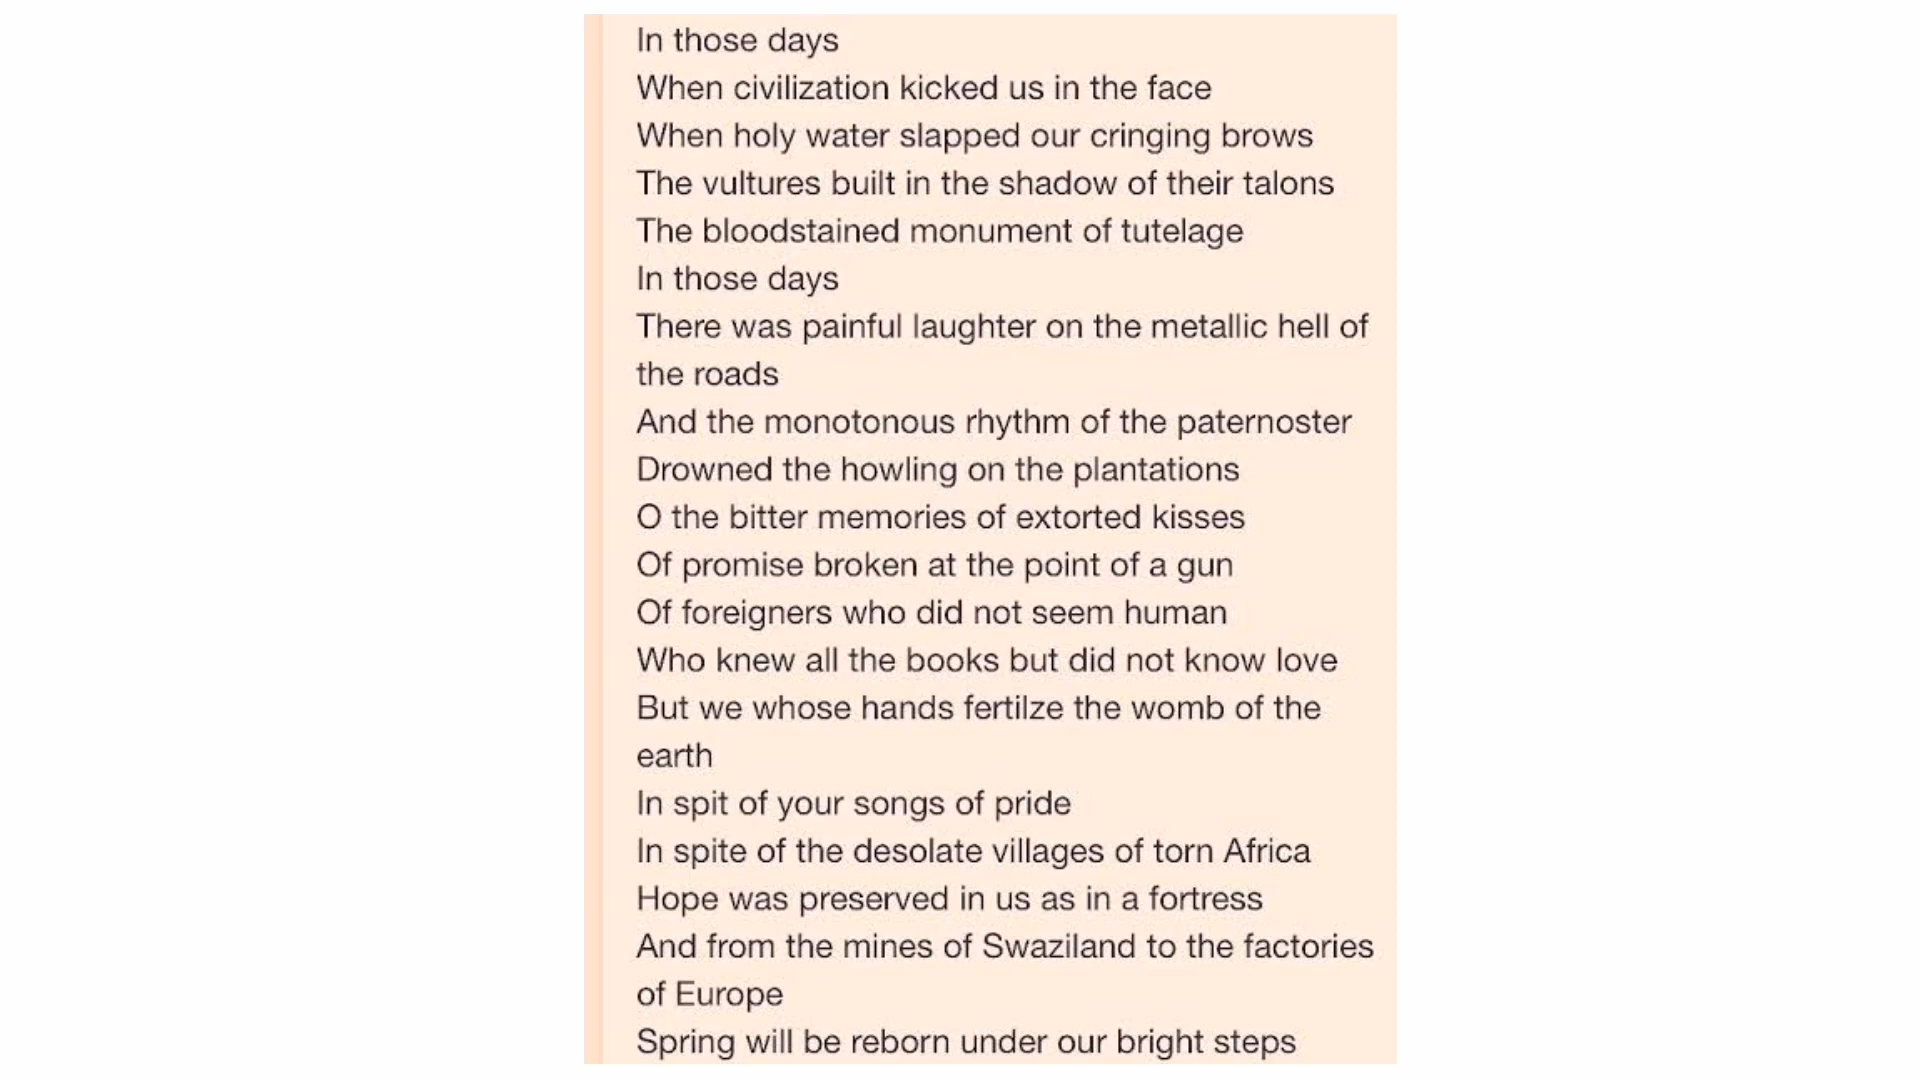 In those days
When civilization kicked us in the face
When holy water slapped our cringing brows
The vultures built in the shadow of their talons
The bloodstained monument of tutelage
In those days
There was painful laughter on the metallic hell of
the roads
And the monotonous rhythm of the paternoster
Drowned the howling on the plantations
O the bitter memories of extorted kisses
Of promise broken at the point of a gun
Of foreigners who did not seem human
Who knew all the books but did not know love
But we whose hands fertilze the womb of the
earth
In spit of your songs of pride
In spite of the desolate villages of torn Africa
Hope was preserved in us as in a fortress
And from the mines of Swaziland to the factories
of Europe
Spring will be reborn under our bright steps